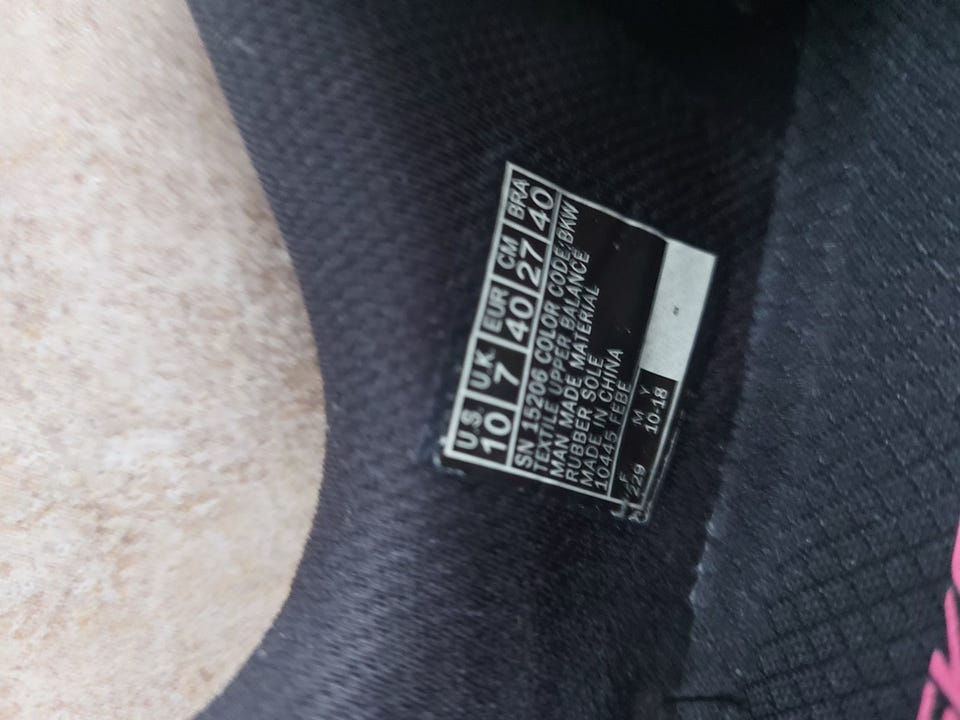 U.S. U.K. EUR CM BRA
10 7 40 27 40
SN 15206 COLOR CODE:BKW
TEXTILE UPPER BALANCE
MAN MADE MATERIAL
RUBBER SOLE
MADE IN CHINA
10445 FEBE
F M Y
229 10-18